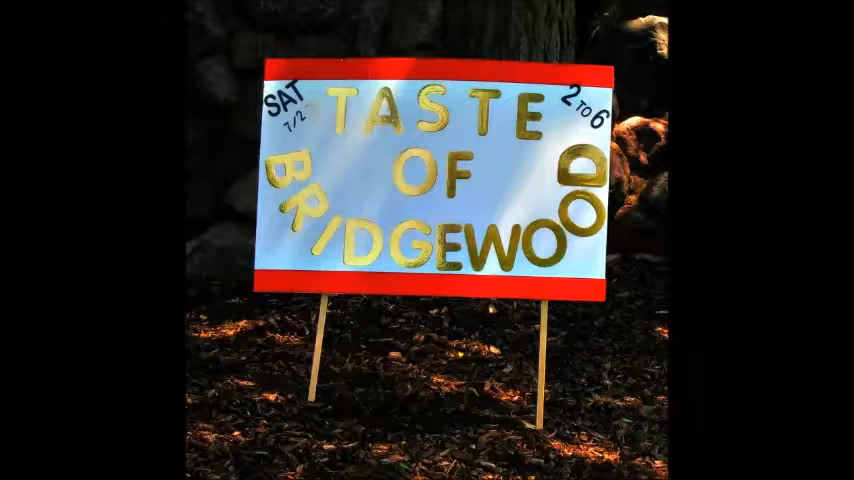 SAT
7/2
TASTE
2 TO 6
OF
BRIDGEWOOD